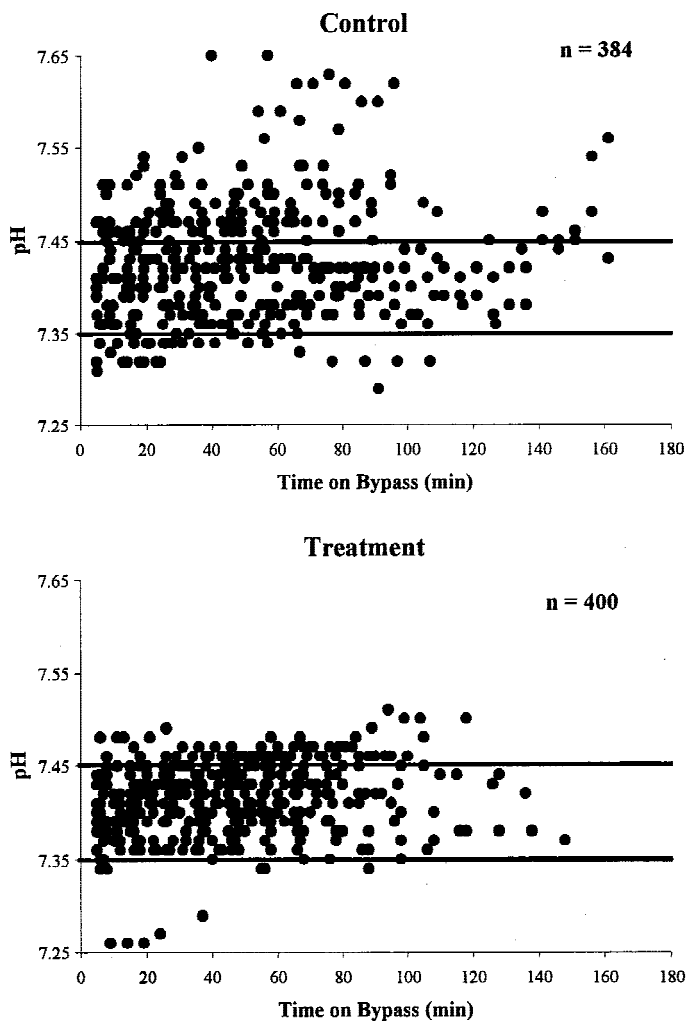 Control
n = 384
7.65
7.55
7.45
7.35
7.25
pH
0 20 40 60 80 100 120 140 160 180
Time on Bypass (min)
Treatment
n = 400
7.65
7.55
7.45
7.35
7.25
pH
0 20 40 60 80 100 120 140 160 180
Time on Bypass (min)